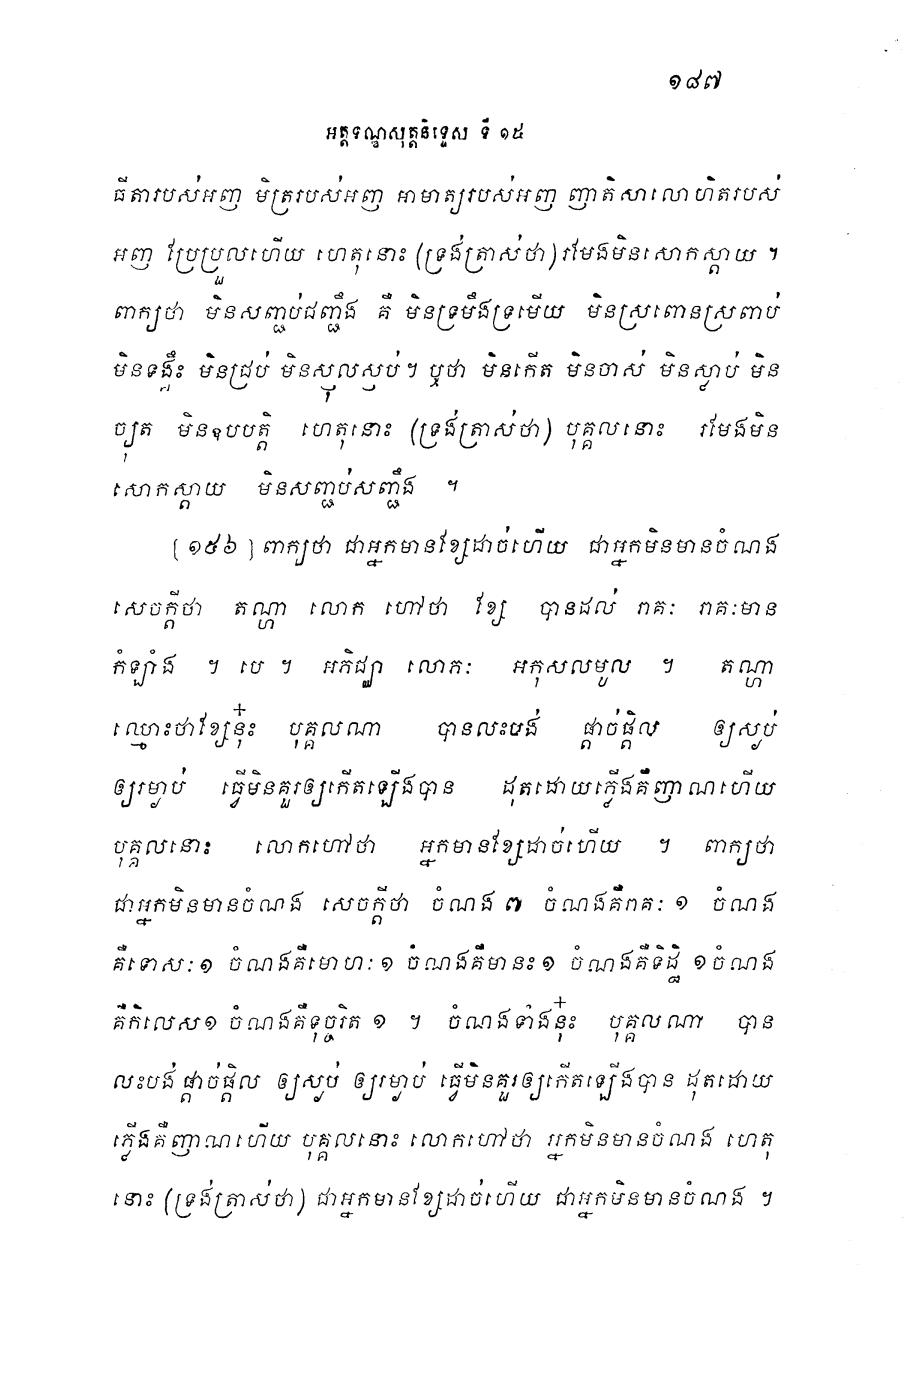 ១៨៧
អត្តទណ្ឌសុត្តនិទ្ទេស ទី ១៥
ធីតារបស់អញ មិត្ររបស់អញ អាមាត្យរបស់អញ ញាតិសាលោហិតរបស់
អញ ប្រែប្រួលហើយ ហេតុនោះ (ទ្រង់ត្រាស់ថា) រមែងមិនសោកស្តាយ ។
ពាក្យថា មិនសញ្ជប់ជញ្ជឹង គឺ មិនទ្រមឹងទ្រមើយ មិនស្រពោនស្រពាប់
មិនទង្គឹះ មិនជ្រប់ មិនស្មុលស្មប់។ ឬថា មិនកើត មិនចាស់ មិនស្លាប់ មិន
ច្យុត មិនឧបបត្តិ ហេតុនោះ (ទ្រង់ត្រាស់ថា) បុគ្គលនោះ រមែងមិន
សោកស្តាយ មិនសញ្ជប់សញ្ជឹង ។
[ ១៥៦ ] ពាក្យថា ជាអ្នកមានខ្សែដាច់ហើយ ជាអ្នកមិនមានចំណង
សេចក្តីថា តណ្ហា លោក ហៅថា ខ្សែ បានដល់ រាគៈ រាគៈមាន
កំឡាំង ។ បេ ។ អភិជ្ឈា លោភៈ អកុសលមូល ។ តណ្ហា
ឈ្មោះថាខ្សែនុ៎ះ បុគ្គលណា បានលះបង់ ផ្តាច់ផ្តិល ឲ្យស្ងប់
ឲ្យរម្ងាប់ ធ្វើមិនគួរឲ្យកើតឡើងបាន ដុតដោយភ្លើងគឺញាណហើយ
បុគ្គលនោះ លោកហៅថា អ្នកមានខ្សែដាច់ហើយ ។ ពាក្យថា
ជាអ្នកមិនមានចំណង សេចក្តីថា ចំណង ៧ ចំណងគឺរាគៈ ១ ចំណង
គឺទោសៈ ១ ចំណងគឺមោហៈ ១ ចំណងគឺមានះ ១ ចំណងគឺទិដ្ឋិ ១ ចំណង
គឺកិលេស ១ ចំណងគឺទុច្ចរិត ១ ។ ចំណងទាំងនុ៎ះ បុគ្គលណា បាន
លះបង់ ផ្តាច់ផ្តិល ឲ្យស្ងប់ ឲ្យរម្ងាប់ ធ្វើមិនគួរឲ្យកើតឡើងបាន ដុតដោយ
ភ្លើងគឺញាណហើយ បុគ្គលនោះ លោកហៅថា អ្នកមិនមានចំណង ហេតុ
នោះ (ទ្រង់ត្រាស់ថា) ជាអ្នកមានខ្សែដាច់ហើយ ជាអ្នកមិនមានចំណង ។